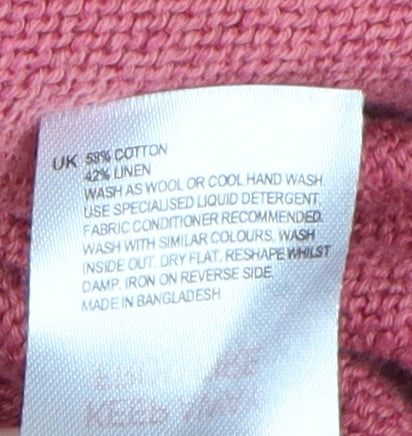 UK 58% COTTON
42% LINEN
WASH AS WOOL OR COOL HAND WASH.
USE SPECIALISED LIQUID DETERGENT,
FABRIC CONDITIONER RECOMMENDED.
WASH WITH SIMILAR COLOURS. WASH
INSIDE OUT. DRY FLAT. RESHAPE WHILST
DAMP. IRON ON REVERSE SIDE.
MADE IN BANGLADESH